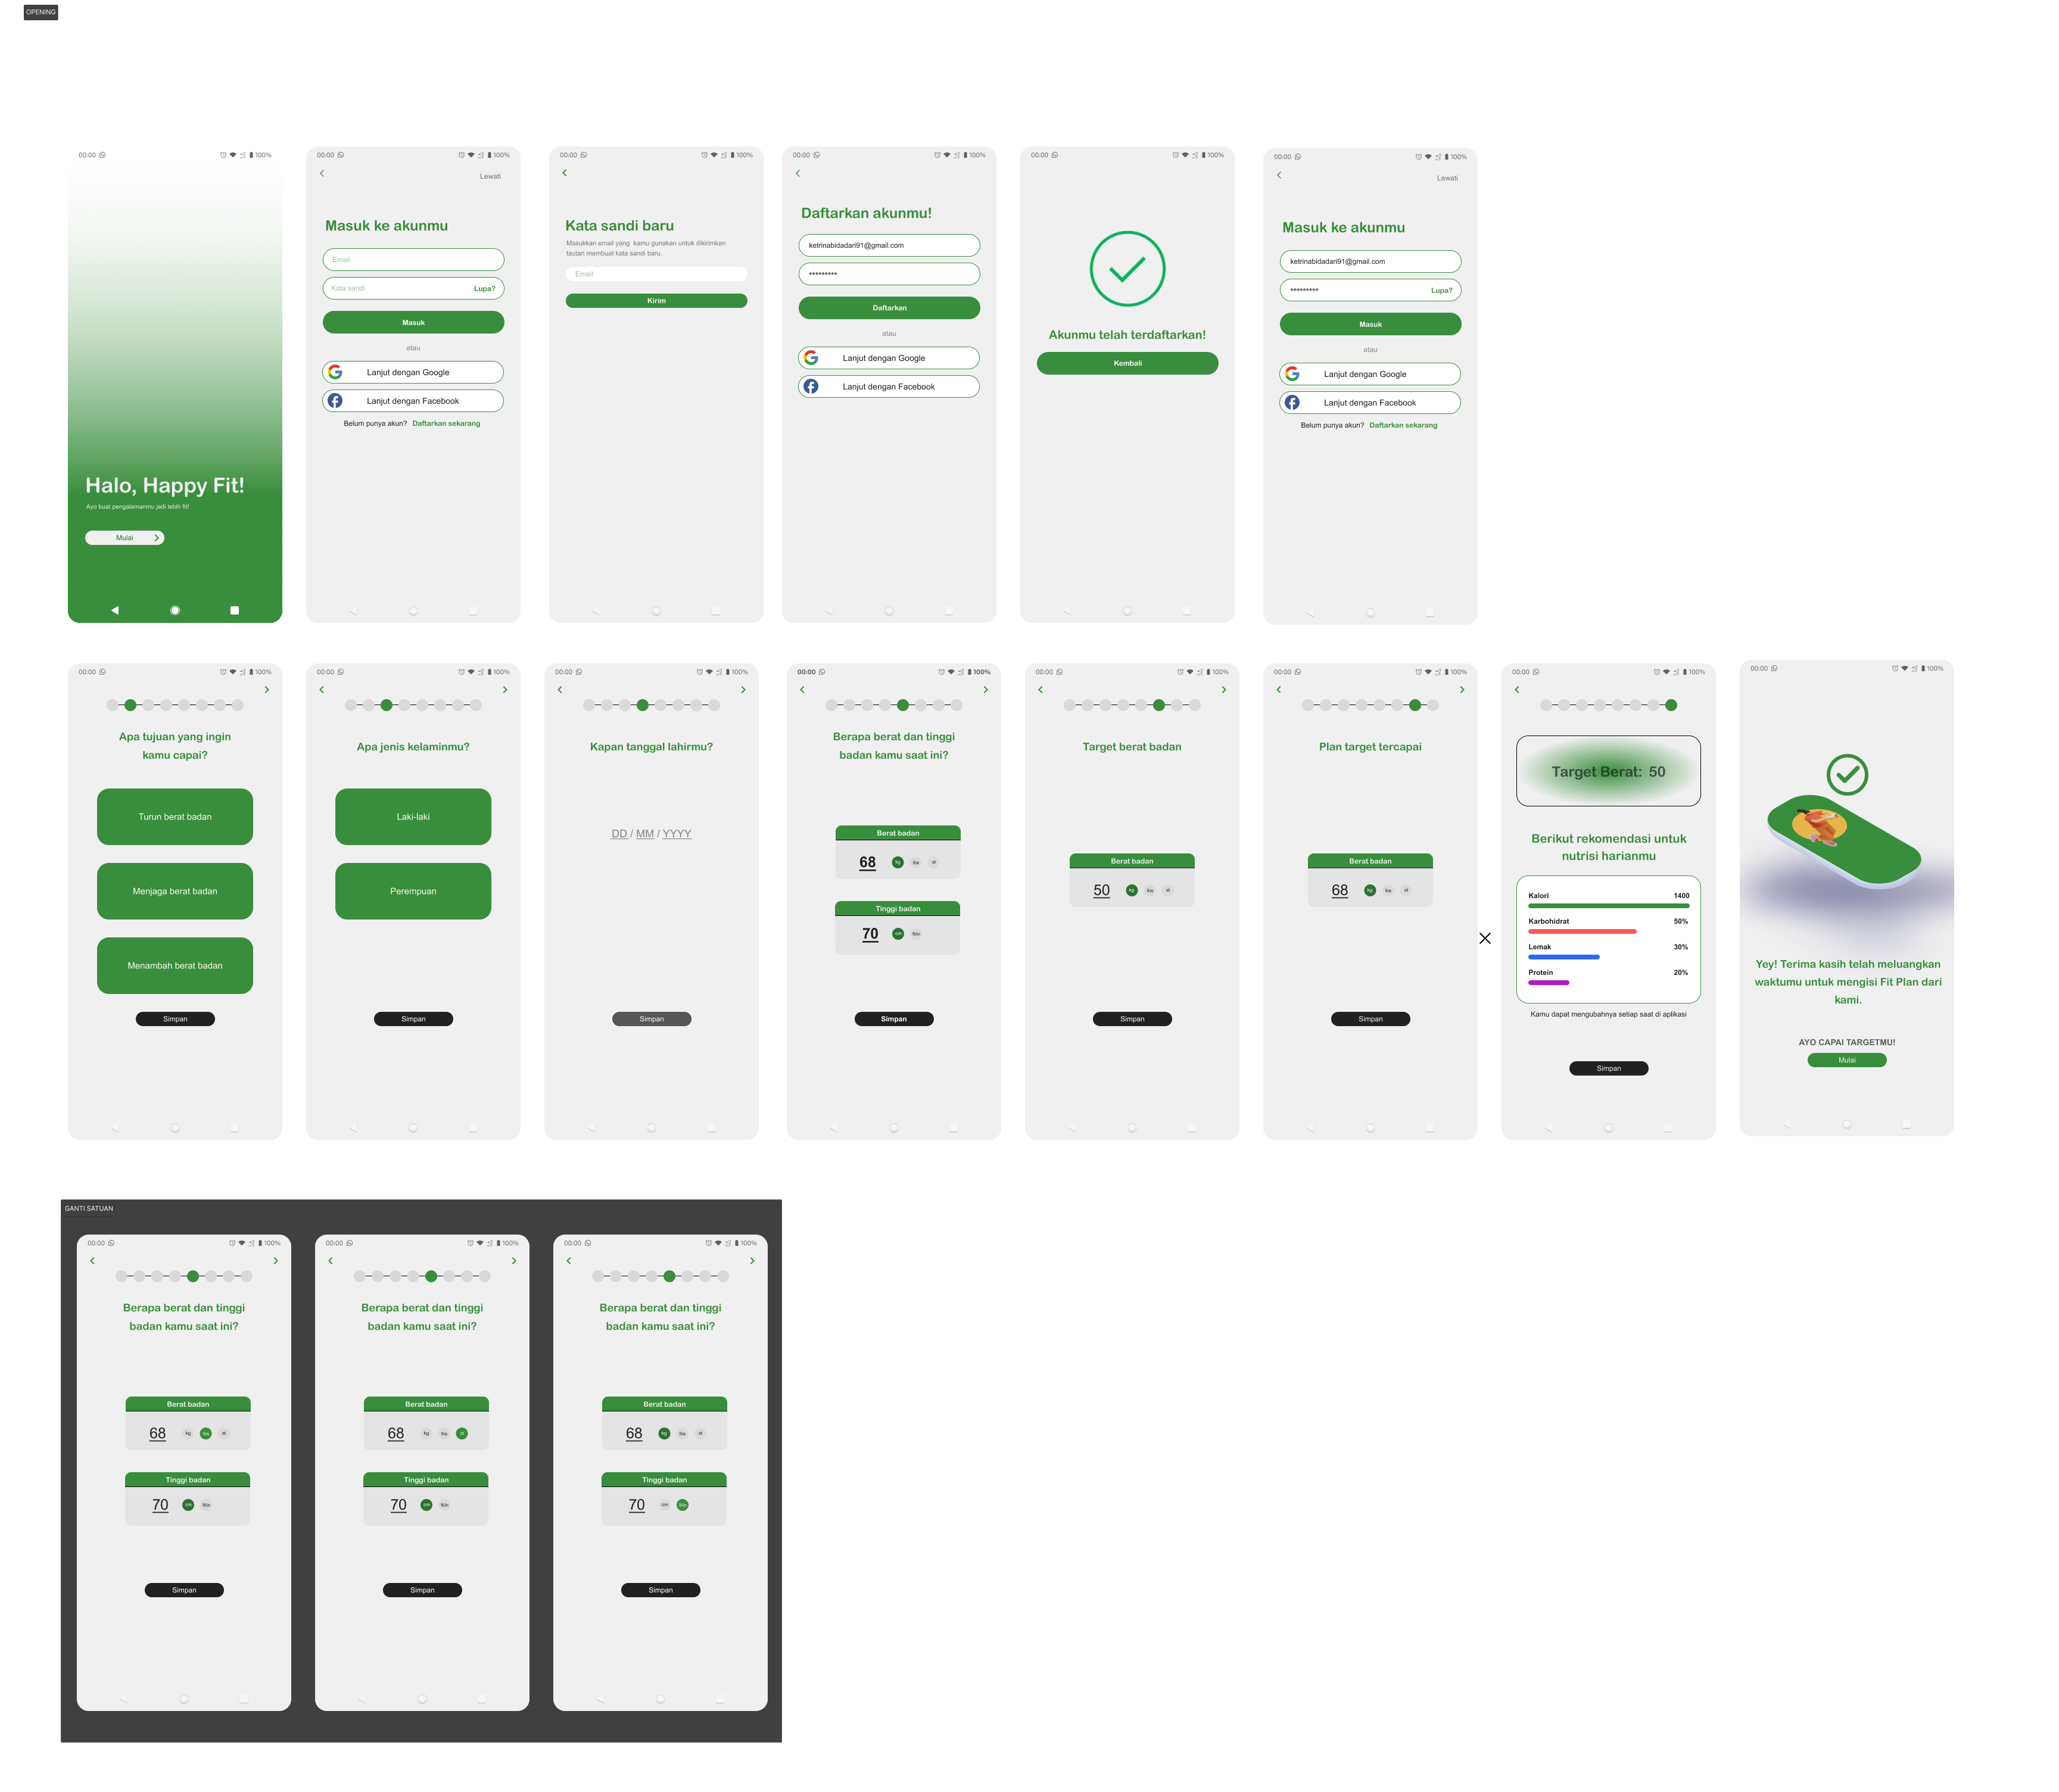 OPENING
00:00 100%
Halo, Happy Fit!
Ayo buat pengalamanmu jadi lebih fit!
Mulai
00:00 100%
Lewati
Masuk ke akunmu
Email
Kata sandi Lupa?
Masuk
atau
Lanjut dengan Google
Lanjut dengan Facebook
Belum punya akun? Daftarkan sekarang
00:00 100%
Kata sandi baru
Masukkan email yang kamu gunakan untuk dikirimkan
tautan membuat kata sandi baru.
Email
Kirim
00:00 100%
Daftarkan akunmu!
ketrinabidadari91@gmail.com
*********
Daftarkan
atau
Lanjut dengan Google
Lanjut dengan Facebook
00:00 100%
Akunmu telah terdaftarkan!
Kembali
00:00 100%
Lewati
Masuk ke akunmu
ketrinabidadari91@gmail.com
********* Lupa?
Masuk
atau
Lanjut dengan Google
Lanjut dengan Facebook
Belum punya akun? Daftarkan sekarang
00:00 100%
Apa tujuan yang ingin
kamu capai?
Turun berat badan
Menjaga berat badan
Menambah berat badan
Simpan
00:00 100%
Apa jenis kelaminmu?
Laki-laki
Perempuan
Simpan
00:00 100%
Kapan tanggal lahirmu?
DD / MM / YYYY
Simpan
00:00 100%
Berapa berat dan tinggi
badan kamu saat ini?
Berat badan
68 kg lbs st
Tinggi badan
70 cm ft/in
Simpan
00:00 100%
Target berat badan
Berat badan
50 kg lbs st
Simpan
00:00 100%
Plan target tercapai
Berat badan
68 kg lbs st
Simpan
00:00 100%
Target Berat: 50
Berikut rekomendasi untuk
nutrisi harianmu
Kalori 1400
Karbohidrat 50%
Lemak 30%
Protein 20%
Kamu dapat mengubahnya setiap saat di aplikasi
Simpan
00:00 100%
Yey! Terima kasih telah meluangkan
waktumu untuk mengisi Fit Plan dari
kami.
AYO CAPAI TARGETMU!
Mulai
GANTI SATUAN
00:00 100%
Berapa berat dan tinggi
badan kamu saat ini?
Berat badan
68 kg lbs st
Tinggi badan
70 cm ft/in
Simpan
00:00 100%
Berapa berat dan tinggi
badan kamu saat ini?
Berat badan
68 kg lbs st
Tinggi badan
70 cm ft/in
Simpan
00:00 100%
Berapa berat dan tinggi
badan kamu saat ini?
Berat badan
68 kg lbs st
Tinggi badan
70 cm ft/in
Simpan